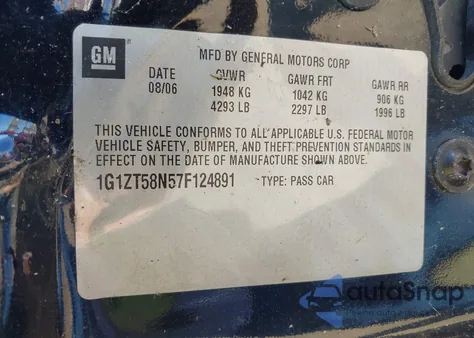 GM
MFD BY GENERAL MOTORS CORP
DATE GVWR GAWR FRT GAWR RR
08/06 1948 KG 1042 KG 906 KG
4293 LB 2297 LB 1996 LB
THIS VEHICLE CONFORMS TO ALL APPLICABLE U.S. FEDERAL MOTOR
VEHICLE SAFETY, BUMPER, AND THEFT PREVENTION STANDARDS IN
EFFECT ON THE DATE OF MANUFACTURE SHOWN ABOVE.
1G1ZT58N57F124891 TYPE: PASS CAR
autoSnap